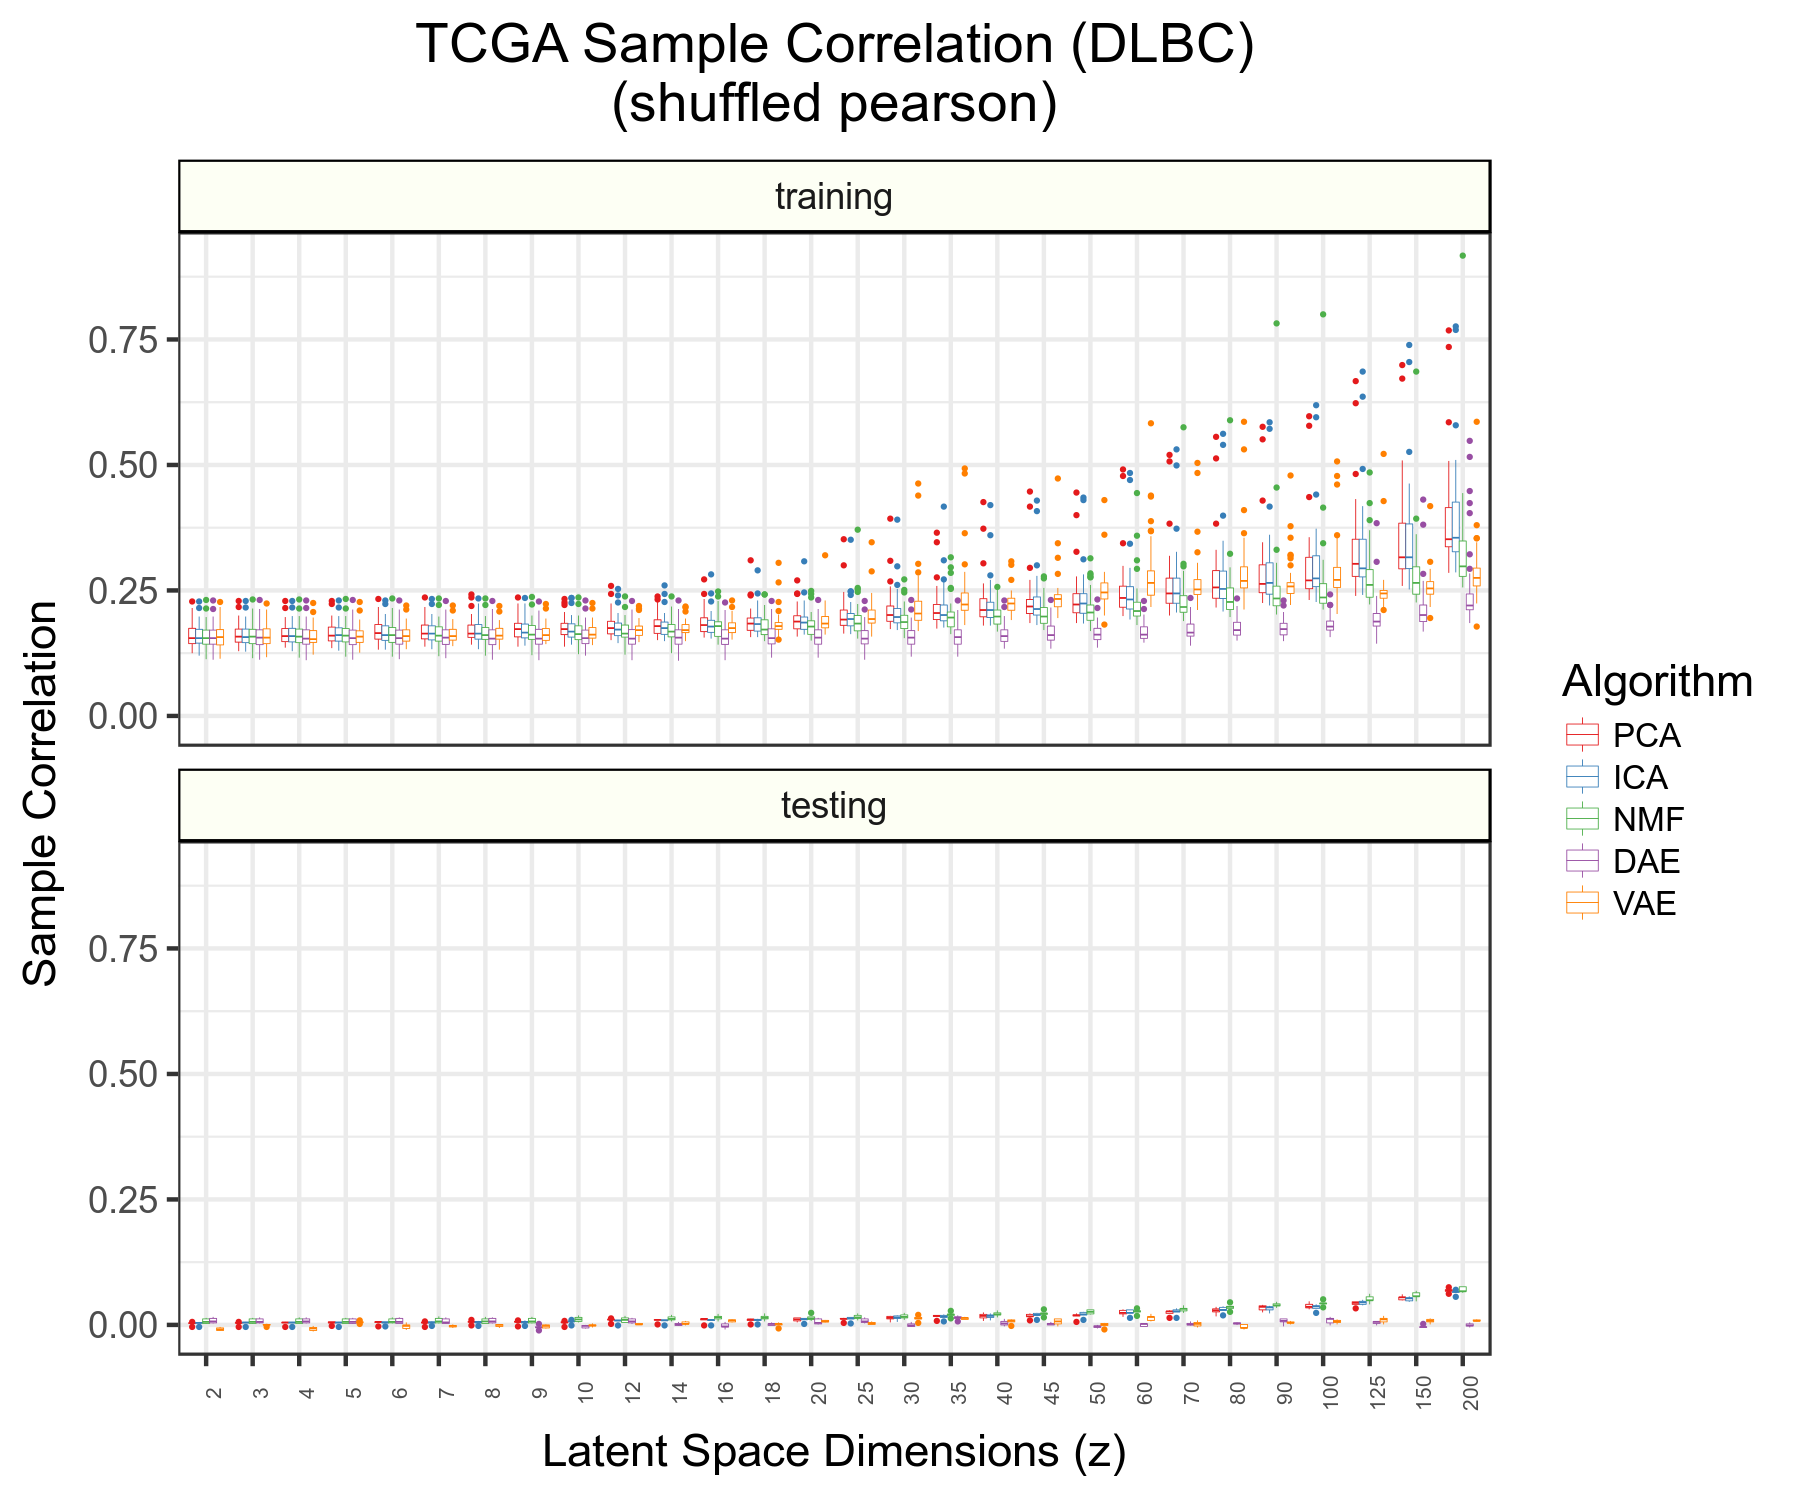 TCGA Sample Correlation (DLBC)
(shuffled pearson)
training
0.75
0.50
0.25
0.00
testing
0.75
0.50
0.25
0.00
Sample Correlation
2 3 4 5 6 7 8 9 10 12 14 16 18 20 25 30 35 40 45 50 60 70 80 90 100 125 150 200
Latent Space Dimensions (z)
Algorithm
PCA
ICA
NMF
DAE
VAE